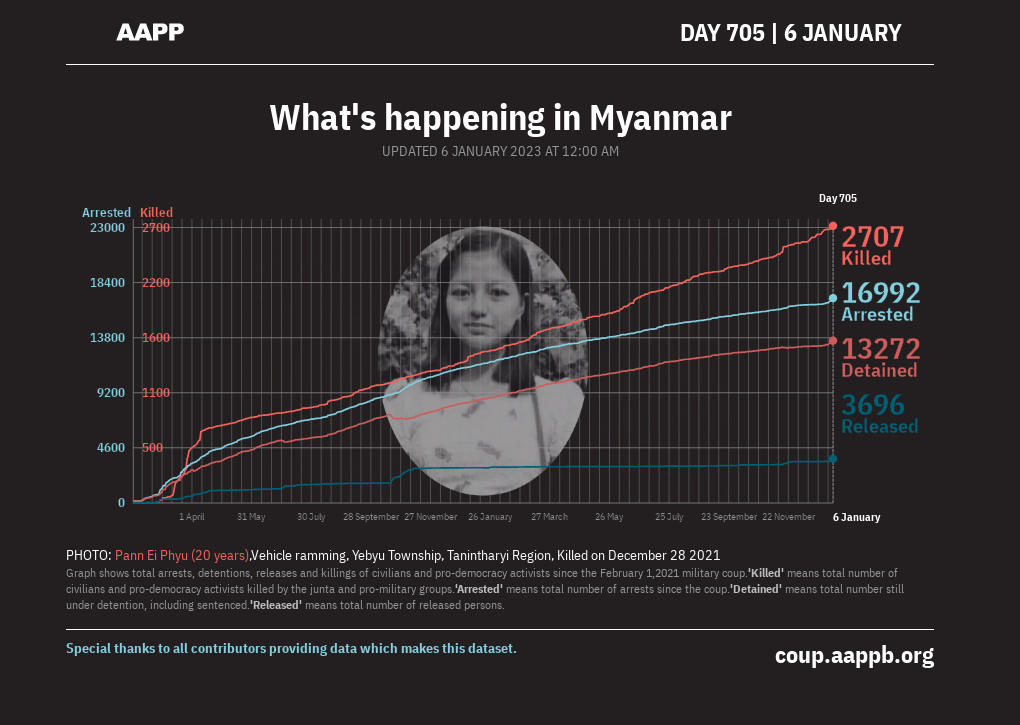 AAPP
DAY 705 | 6 JANUARY
What's happening in Myanmar
UPDATED 6 JANUARY 2023 AT 12:00 AM
Day 705
Arrested Killed
23000 2700
2707
Killed
18400 2200
16992
Arrested
13800 1600
13272
Detained
9200 1100
3696
Released
4600 500
0
1 April 31 May 30 July 28 September 27 November 26 January 27 March 26 May 25 July 23 September 22 November 6 January
PHOTO: Pann Ei Phyu (20 years),Vehicle ramming, Yebyu Township, Tanintharyi Region, Killed on December 28 2021
Graph shows total arrests, detentions, releases and killings of civilians and pro-democracy activists since the February 1,2021 military coup.'Killed' means total number of
civilians and pro-democracy activists killed by the junta and pro-military groups.'Arrested' means total number of arrests since the coup.'Detained' means total number still
under detention, including sentenced.'Released' means total number of released persons.
Special thanks to all contributors providing data which makes this dataset.
coup.aappb.org